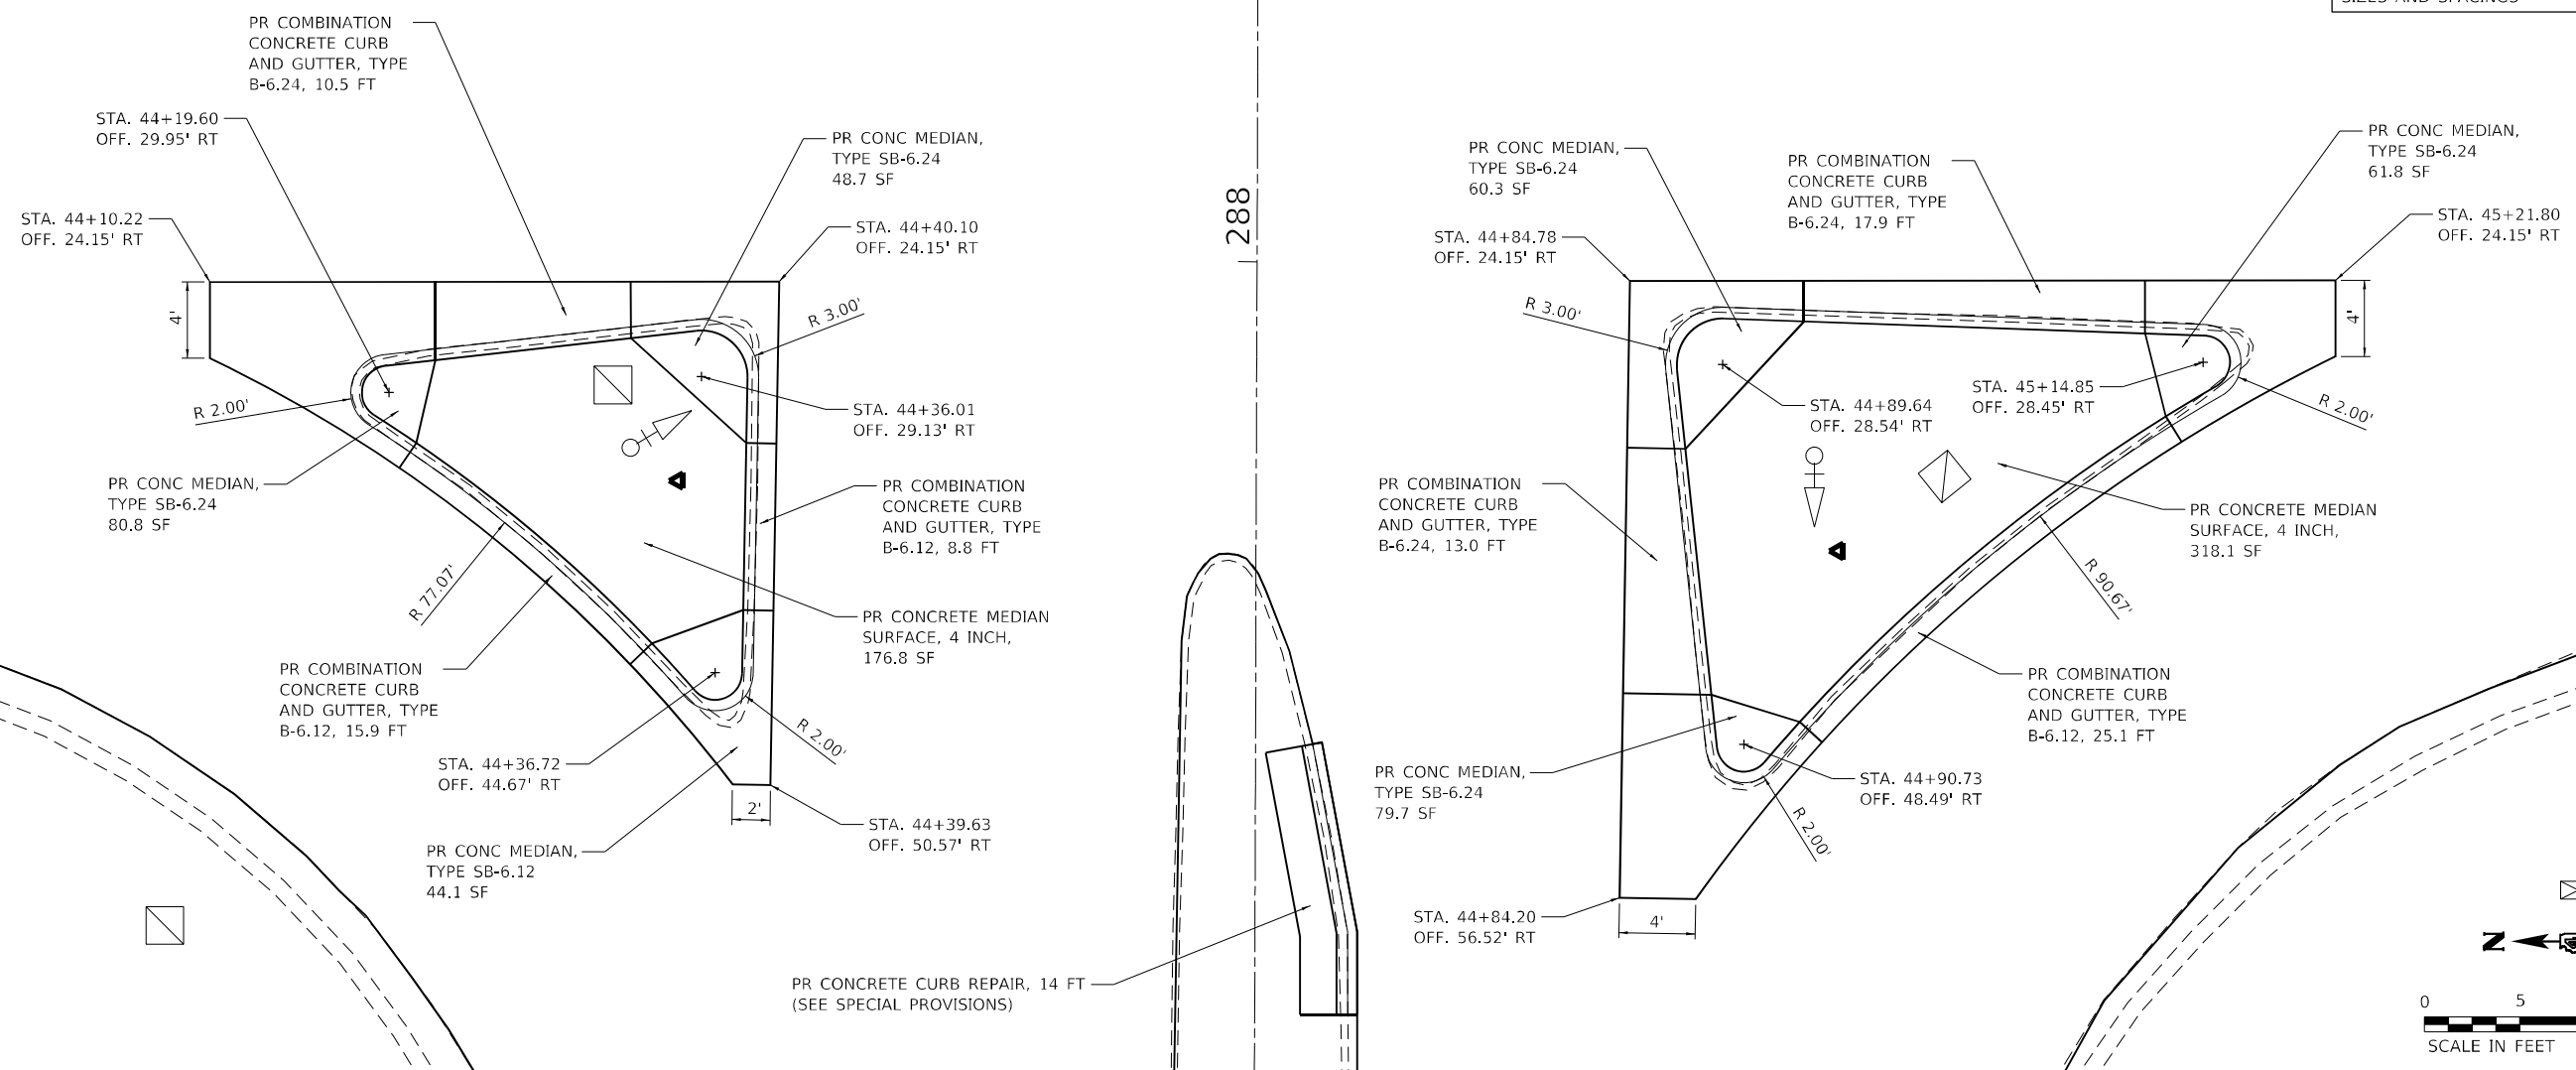 SIZES AND SPACINGS
PR COMBINATION
CONCRETE CURB
AND GUTTER, TYPE
B-6.24, 10.5 FT
STA. 44+19.60
OFF. 29.95' RT
STA. 44+10.22
OFF. 24.15' RT
PR CONC MEDIAN,
TYPE SB-6.24
48.7 SF
STA. 44+40.10
OFF. 24.15' RT
4'
R 3.00'
R 2.00'
STA. 44+36.01
OFF. 29.13' RT
PR CONC MEDIAN,
TYPE SB-6.24
80.8 SF
PR COMBINATION
CONCRETE CURB
AND GUTTER, TYPE
B-6.12, 8.8 FT
R 77.07'
PR CONCRETE MEDIAN
SURFACE, 4 INCH,
176.8 SF
PR COMBINATION
CONCRETE CURB
AND GUTTER, TYPE
B-6.12, 15.9 FT
R 2.00'
STA. 44+36.72
OFF. 44.67' RT
2'
STA. 44+39.63
OFF. 50.57' RT
PR CONC MEDIAN,
TYPE SB-6.12
44.1 SF
288
PR CONCRETE CURB REPAIR, 14 FT
(SEE SPECIAL PROVISIONS)
PR CONC MEDIAN,
TYPE SB-6.24
60.3 SF
PR COMBINATION
CONCRETE CURB
AND GUTTER, TYPE
B-6.24, 17.9 FT
PR CONC MEDIAN,
TYPE SB-6.24
61.8 SF
STA. 44+84.78
OFF. 24.15' RT
STA. 45+21.80
OFF. 24.15' RT
R 3.00'
4'
STA. 44+89.64
OFF. 28.54' RT
STA. 45+14.85
OFF. 28.45' RT
R 2.00'
PR COMBINATION
CONCRETE CURB
AND GUTTER, TYPE
B-6.24, 13.0 FT
PR CONCRETE MEDIAN
SURFACE, 4 INCH,
318.1 SF
R 90.67'
PR COMBINATION
CONCRETE CURB
AND GUTTER, TYPE
B-6.12, 25.1 FT
PR CONC MEDIAN,
TYPE SB-6.24
79.7 SF
STA. 44+90.73
OFF. 48.49' RT
R 2.00'
STA. 44+84.20
OFF. 56.52' RT
4'
N
0 5
SCALE IN FEET